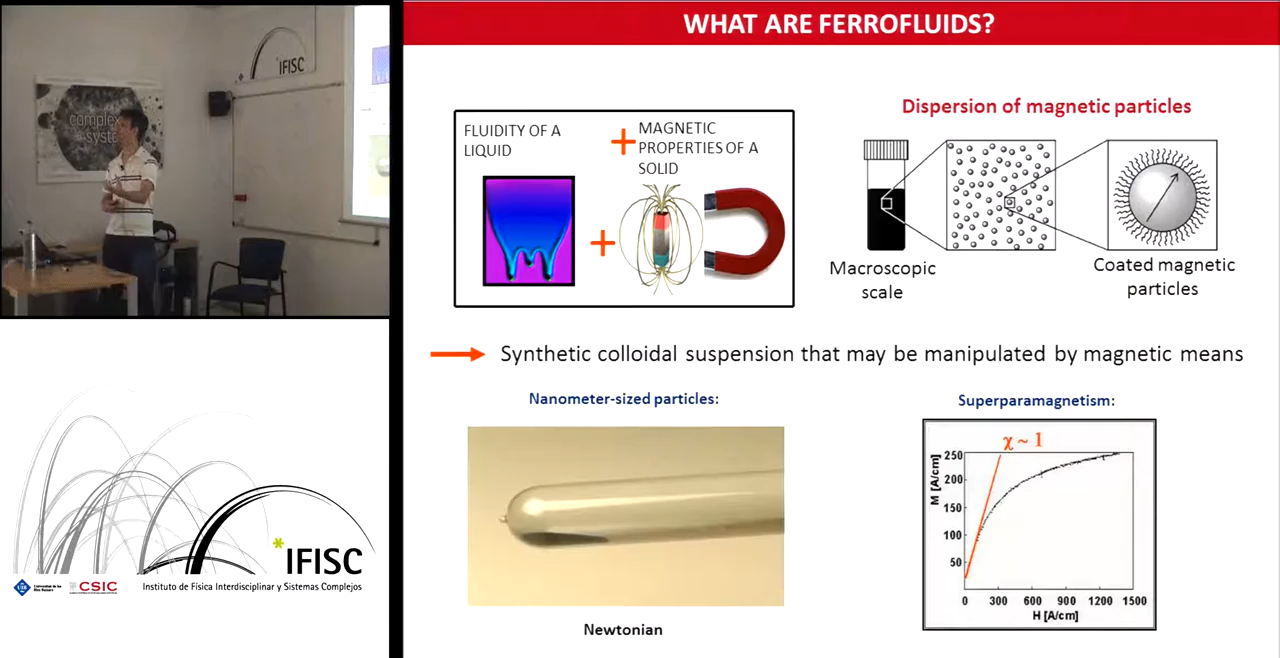 WHAT ARE FERROFLUIDS?
IFISC
complex
syste
FLUIDITY OF A
LIQUID
+
MAGNETIC
PROPERTIES OF A
SOLID
+
Dispersion of magnetic particles
Macroscopic
scale
Coated magnetic
particles
Synthetic colloidal suspension that may be manipulated by magnetic means
Nanometer-sized particles:
Newtonian
Superparamagnetism:
χ ~ 1
M [A/cm]
250
200
150
100
50
0 300 600 900 1200 1500
H [A/cm]
*IFISC
UIB
CSIC
Instituto de Física Interdisciplinar y Sistemas Complejos